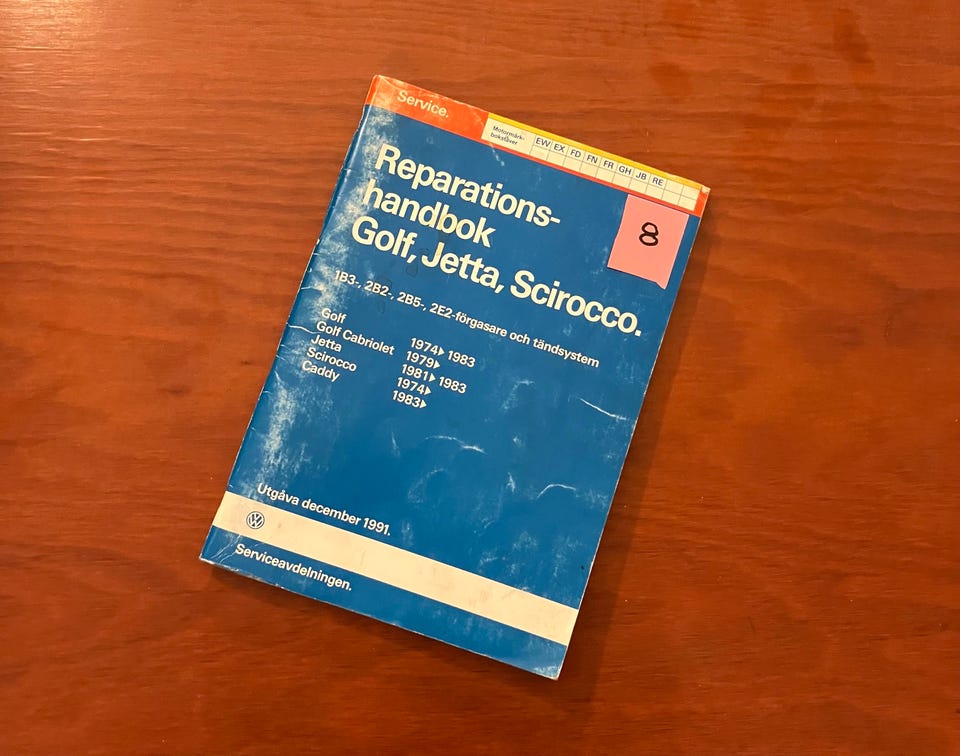 Service.
Motormärk-
bokstäver
EW EX FD FN FR GH JB RE
8
Reparations-
handbok
Golf, Jetta, Scirocco.
1B3-, 2B2-, 2B5-, 2E2-förgasare och tändsystem
Golf 1974▶1983
Golf Cabriolet 1979▶
Jetta 1981▶1983
Scirocco 1974▶
Caddy 1983▶
Utgåva december 1991.
VW
Serviceavdelningen.